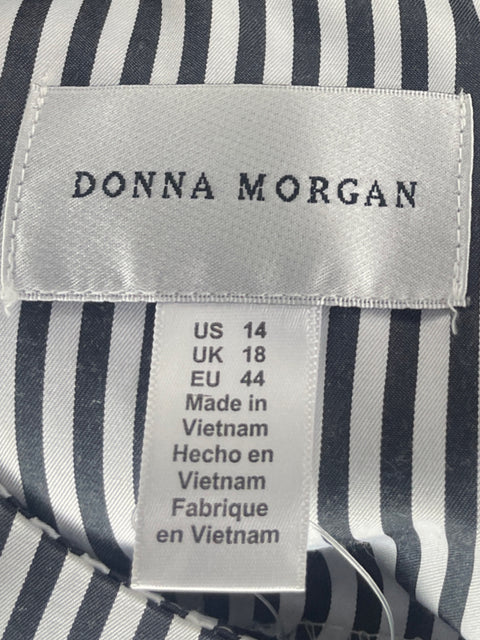 DONNA MORGAN
US 14
UK 18
EU 44
Made in
Vietnam
Hecho en
Vietnam
Fabrique
en Vietnam